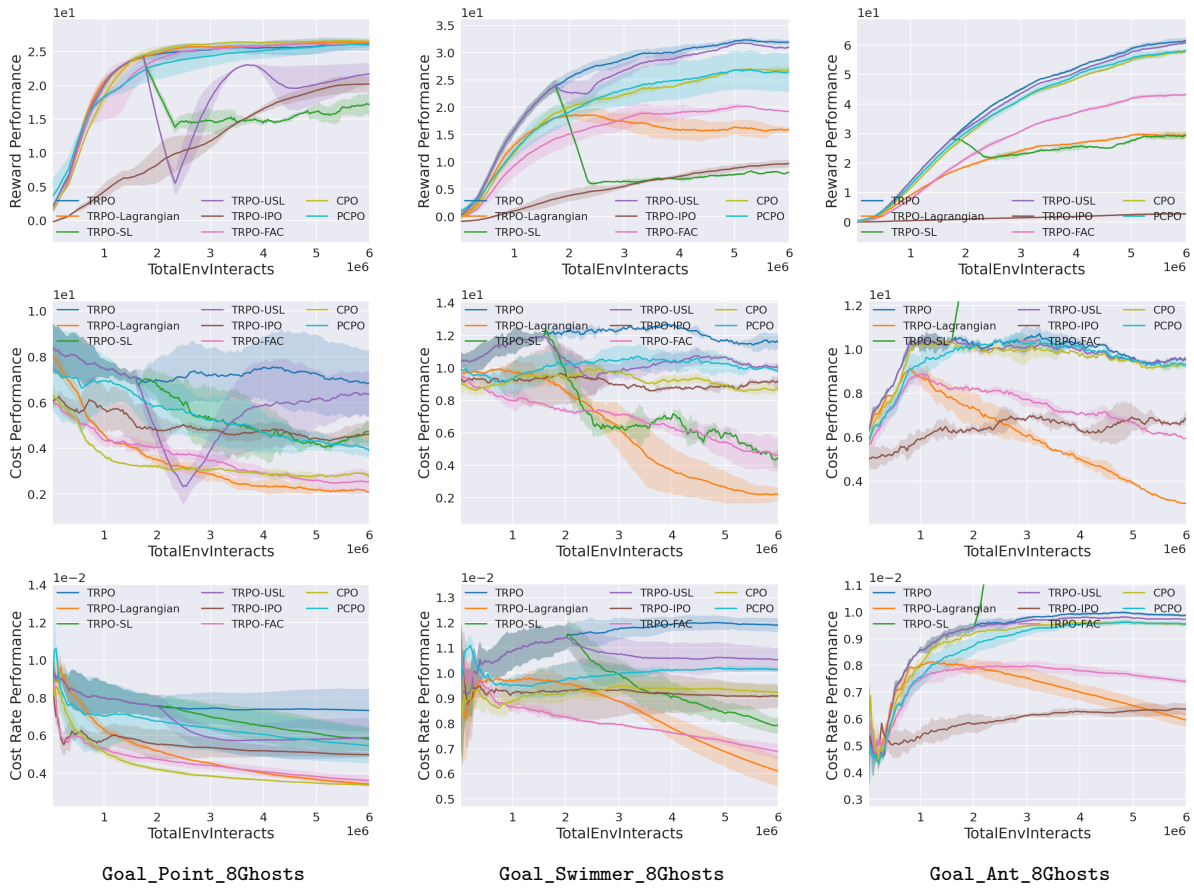 1e1
2.5
2.0
1.5
1.0
0.5
0.0
Reward Performance
TRPO
TRPO-Lagrangian
TRPO-SL
TRPO-USL
TRPO-IPO
TRPO-FAC
CPO
PCPO
1 2 3 4 5 6
TotalEnvInteracts
1e6
1e1
3.5
3.0
2.5
2.0
1.5
1.0
0.5
0.0
Reward Performance
TRPO
TRPO-Lagrangian
TRPO-SL
TRPO-USL
TRPO-IPO
TRPO-FAC
CPO
PCPO
1 2 3 4 5 6
TotalEnvInteracts
1e6
1e1
6
5
4
3
2
1
0
Reward Performance
TRPO
TRPO-Lagrangian
TRPO-SL
TRPO-USL
TRPO-IPO
TRPO-FAC
CPO
PCPO
1 2 3 4 5 6
TotalEnvInteracts
1e6
1e1
1.0
0.8
0.6
0.4
0.2
Cost Performance
TRPO
TRPO-Lagrangian
TRPO-SL
TRPO-USL
TRPO-IPO
TRPO-FAC
CPO
PCPO
1 2 3 4 5 6
TotalEnvInteracts
1e6
1e1
1.4
1.2
1.0
0.8
0.6
0.4
0.2
Cost Performance
TRPO
TRPO-Lagrangian
TRPO-SL
TRPO-USL
TRPO-IPO
TRPO-FAC
CPO
PCPO
1 2 3 4 5 6
TotalEnvInteracts
1e6
1e1
1.2
1.0
0.8
0.6
0.4
Cost Performance
TRPO
TRPO-Lagrangian
TRPO-SL
TRPO-USL
TRPO-IPO
TRPO-FAC
CPO
PCPO
1 2 3 4 5 6
TotalEnvInteracts
1e6
1e−2
1.4
1.2
1.0
0.8
0.6
0.4
Cost Rate Performance
TRPO
TRPO-Lagrangian
TRPO-SL
TRPO-USL
TRPO-IPO
TRPO-FAC
CPO
PCPO
1 2 3 4 5 6
TotalEnvInteracts
1e6
1e−2
1.3
1.2
1.1
1.0
0.9
0.8
0.7
0.6
0.5
Cost Rate Performance
TRPO
TRPO-Lagrangian
TRPO-SL
TRPO-USL
TRPO-IPO
TRPO-FAC
CPO
PCPO
1 2 3 4 5 6
TotalEnvInteracts
1e6
1e−2
1.1
1.0
0.9
0.8
0.7
0.6
0.5
0.4
0.3
Cost Rate Performance
TRPO
TRPO-Lagrangian
TRPO-SL
TRPO-USL
TRPO-IPO
TRPO-FAC
CPO
PCPO
1 2 3 4 5 6
TotalEnvInteracts
1e6
Goal_Point_8Ghosts
Goal_Swimmer_8Ghosts
Goal_Ant_8Ghosts